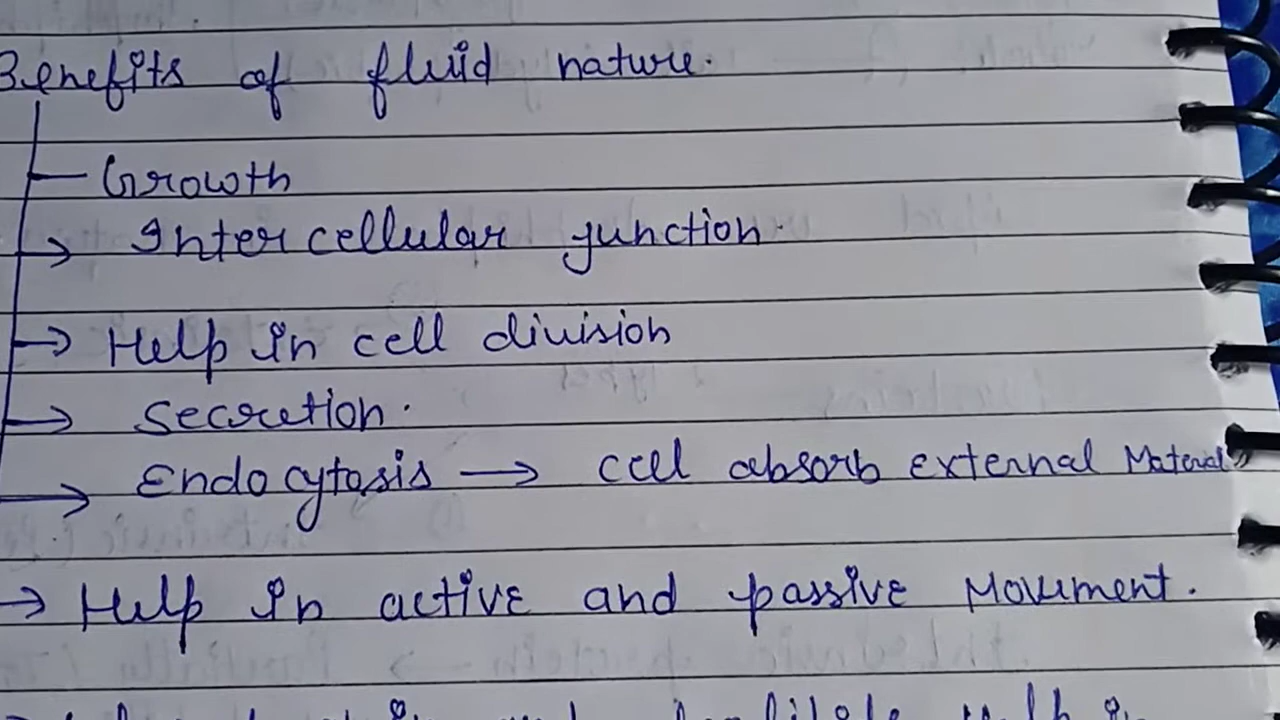 Benefits of fluid nature.
Growth
Intercellular junction.
Help in cell division
Secretion.
Endocytosis → cell absorb external Material
→ Help in active and passive Movement.